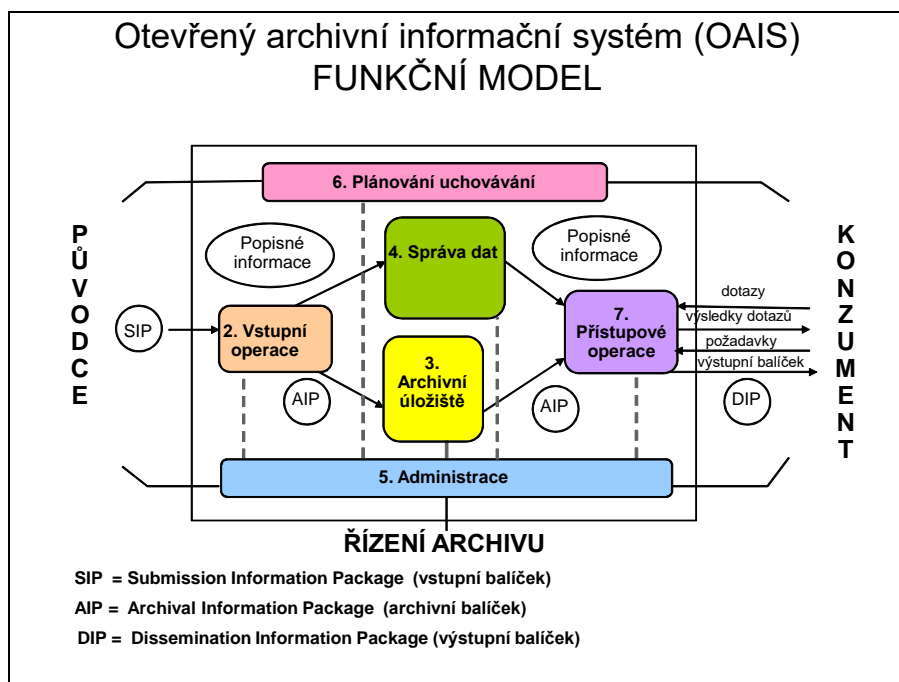 Otevřený archivní informační systém (OAIS)
FUNKČNÍ MODEL
6. Plánování uchovávání
PŮVODCE
KONZUMENT
Popisné
informace
4. Správa dat
Popisné
informace
SIP
2. Vstupní
operace
7.
Přístupové
operace
dotazy
výsledky dotazů
požadavky
výstupní balíček
3.
Archivní
úložiště
AIP
AIP
DIP
5. Administrace
ŘÍZENÍ ARCHIVU
SIP = Submission Information Package (vstupní balíček)
AIP = Archival Information Package (archivní balíček)
DIP = Dissemination Information Package (výstupní balíček)